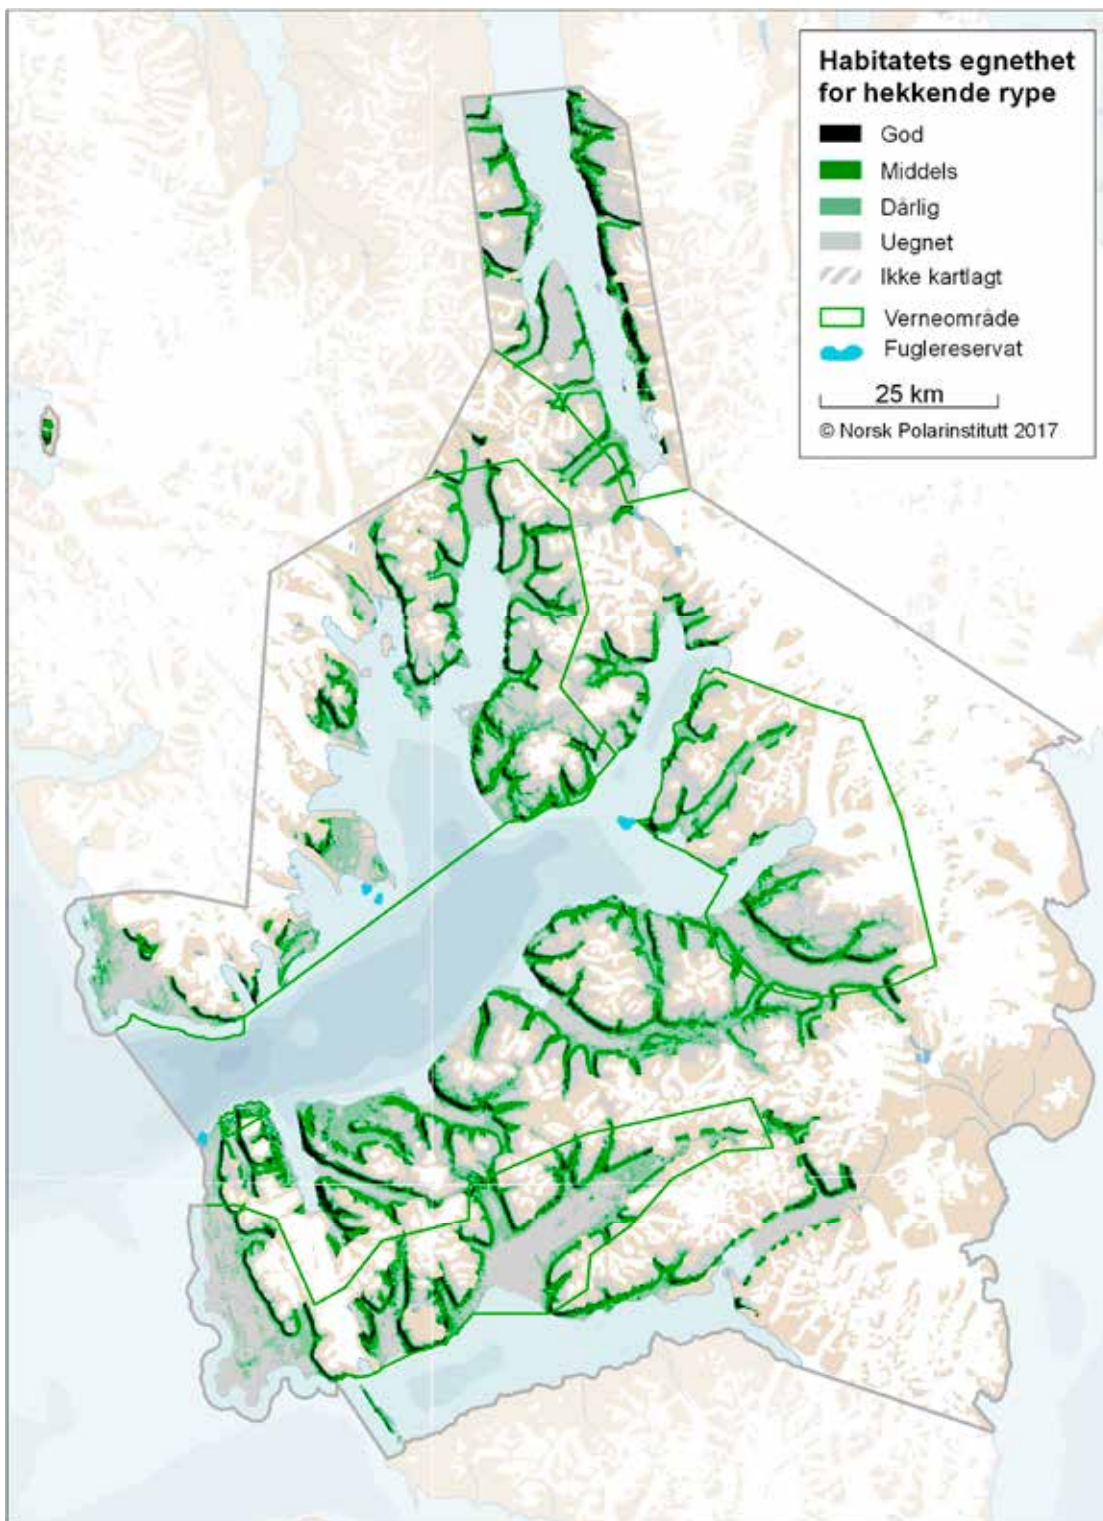 Habitatets egnethet
for hekkende rype
God
Middels
Dårlig
Uegnet
Ikke kartlagt
Verneområde
Fuglereservat
25 km
© Norsk Polarinstitutt 2017